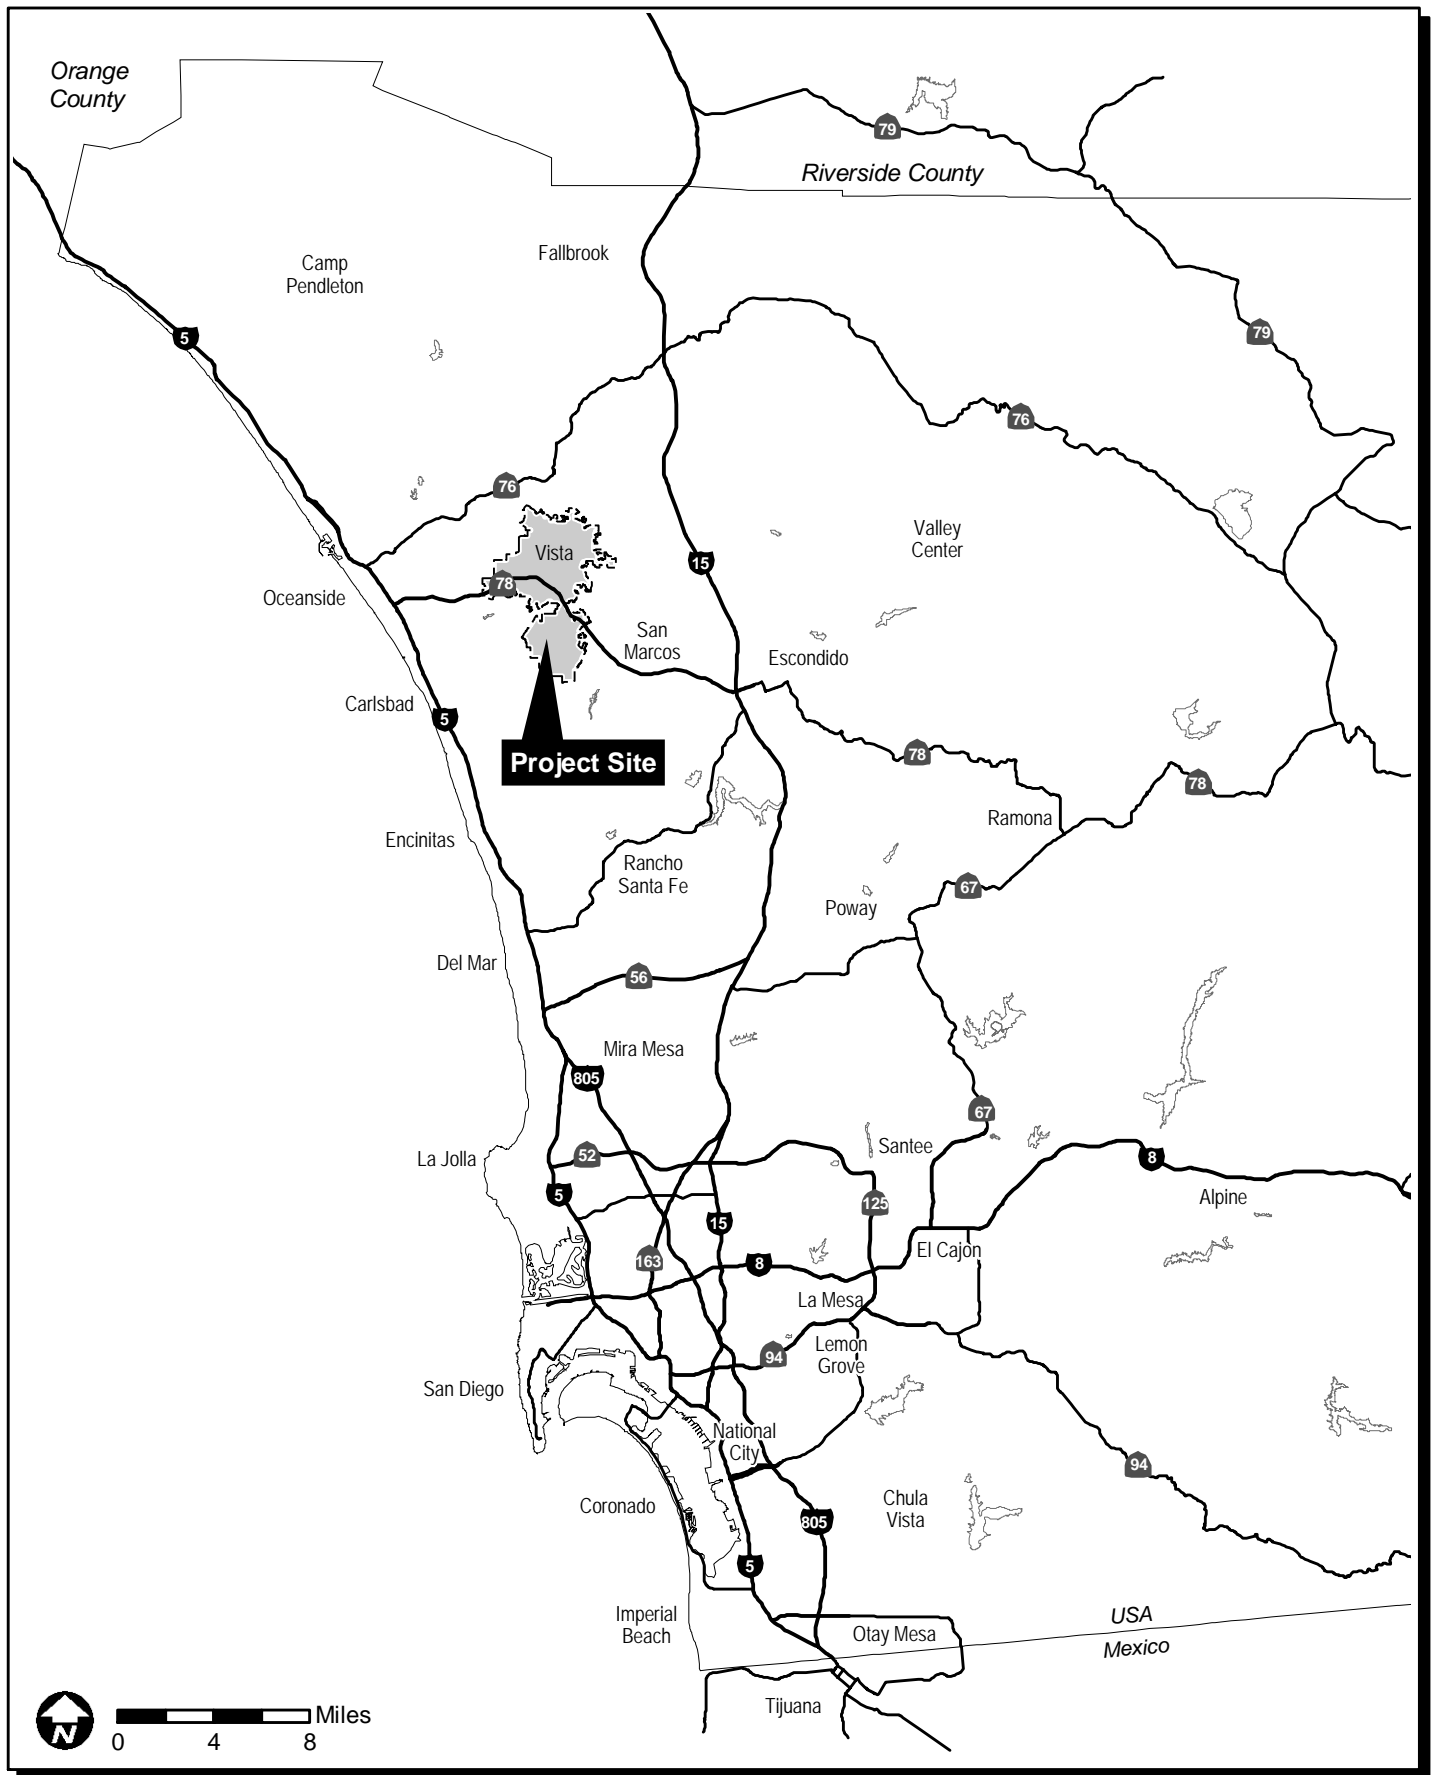 Orange
County
79
Riverside County
Fallbrook
Camp
Pendleton
5
79
76
76
Valley
Center
Vista
15
78
Oceanside
San
Marcos
Escondido
Carlsbad
5
78
Project Site
78
Ramona
Encinitas
Rancho
Santa Fe
67
Poway
Del Mar
56
Mira Mesa
805
67
Santee
La Jolla
52
8
5
125
Alpine
15
163
8
El Cajon
La Mesa
Lemon
Grove
94
San Diego
National
City
94
Coronado
Chula
Vista
805
5
Imperial
Beach
USA
Otay Mesa
Mexico
Tijuana
N
Miles
0 4 8